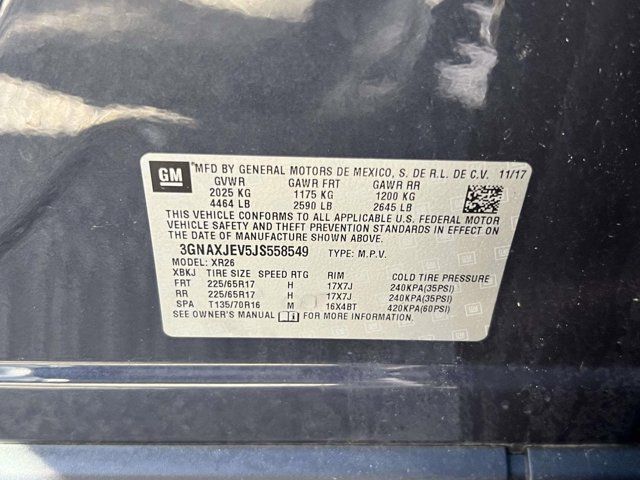 GM MFD BY GENERAL MOTORS DE MEXICO, S. DE R.L. DE C.V. 11/17
GVWR GAWR FRT GAWR RR
2025 KG 1175 KG 1200 KG
4464 LB 2590 LB 2645 LB
THIS VEHICLE CONFORMS TO ALL APPLICABLE U.S. FEDERAL MOTOR
VEHICLE SAFETY AND THEFT PREVENTION STANDARDS IN EFFECT ON
THE DATE OF MANUFACTURE SHOWN ABOVE.
3GNAXJEV5JS558549 TYPE: M.P.V.
MODEL: XR26
XBKJ TIRE SIZE SPEED RTG RIM COLD TIRE PRESSURE
FRT 225/65R17 H 17X7J 240KPA(35PSI)
RR 225/65R17 H 17X7J 240KPA(35PSI)
SPA T135/70R16 M 16X4BT 420KPA(60PSI)
SEE OWNER'S MANUAL FOR MORE INFORMATION.